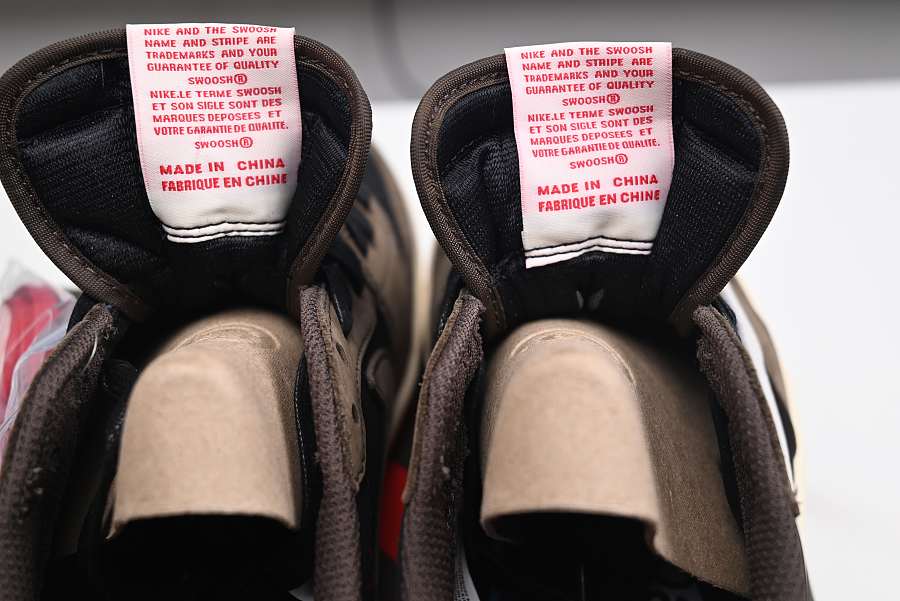 NIKE AND THE SWOOSH
NAME AND STRIPE ARE
TRADEMARKS AND YOUR
GUARANTEE OF QUALITY
SWOOSH®
NIKE.LE TERME SWOOSH
ET SON SIGLE SONT DES
MARQUES DEPOSEES ET
VOTRE GARANTIE DE QUALITE.
SWOOSH®
MADE IN CHINA
FABRIQUE EN CHINE
NIKE AND THE SWOOSH
NAME AND STRIPE ARE
TRADEMARKS AND YOUR
GUARANTEE OF QUALITY
SWOOSH®
NIKE.LE TERME SWOOSH
ET SON SIGLE SONT DES
MARQUES DEPOSEES ET
VOTRE GARANTIE DE QUALITE.
SWOOSH®
MADE IN CHINA
FABRIQUE EN CHINE